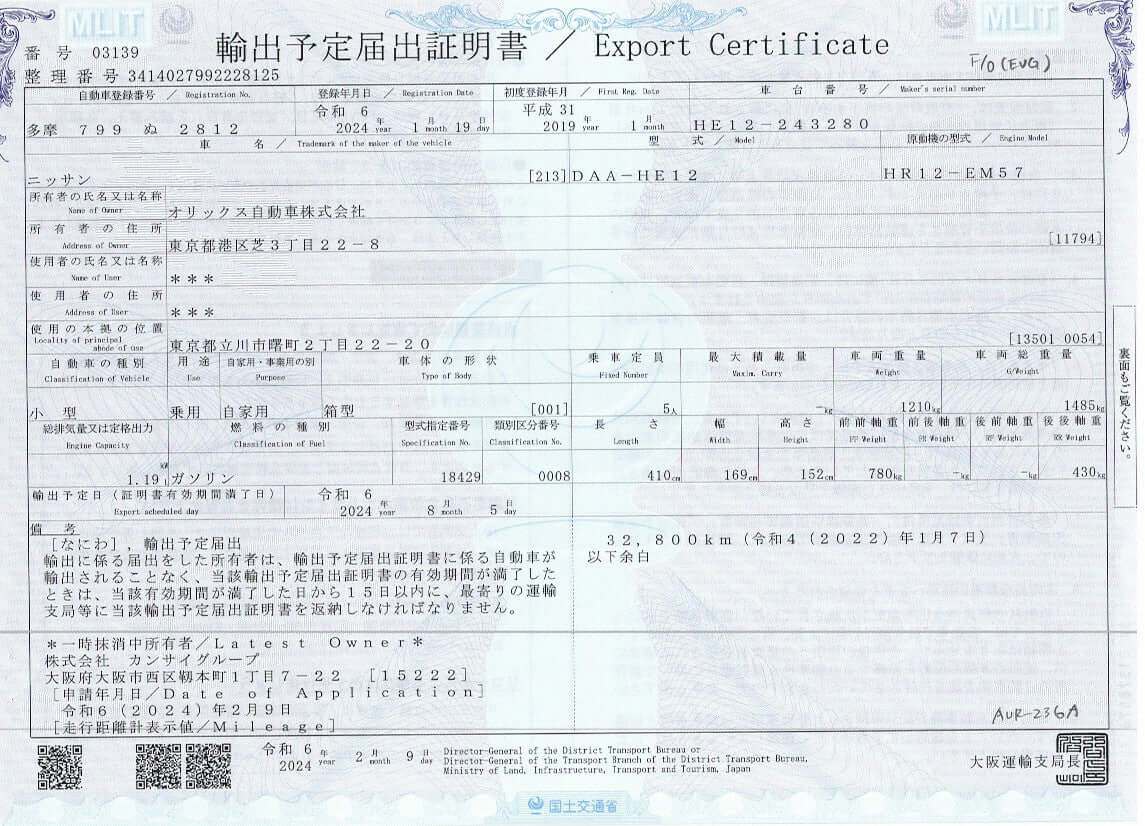 MLIT MLIT
番 号 03139
輸出予定届出証明書 ／ Export Certificate
F/O (EVG)
整理番号 3414027992228125
自動車登録番号 ／ Registration No. 登録年月日 ／ Registration Date 初度登録年月 ／ First Reg. Date 車 台 番 号 ／ Maker's serial number
令和 6 平成 31
多摩 799 ぬ 2812 2024 年 year 1 月 month 19 日 day 2019 年 year 1 月 month HE12－243280
車 名 ／ Trademark of the maker of the vehicle 型 式 ／ Model 原動機の型式 ／ Engine Model
ニッサン [213] DAA－HE12 HR12－EM57
所有者の氏名又は名称
Name of Owner オリックス自動車株式会社
所有者の住所
Address of Owner 東京都港区芝3丁目22－8 [11794]
使用者の氏名又は名称
Name of User ＊＊＊
使用者の住所
Address of User ＊＊＊
使用の本拠の位置
Locality of principal abode of use 東京都立川市曙町2丁目22－20 [13501 0054]
自動車の種別 用途 自家用・事業用の別 車体の形状 乗車定員 最大積載量 車両重量 車両総重量
Classification of Vehicle Use Purpose Type of Body Fixed Number Maxim. Carry Weight G/Weight
小 型 乗用 自家用 箱型 [001] 5人 －kg 1210kg 1485kg
総排気量又は定格出力 燃料の種別 型式指定番号 類別区分番号 長 さ 幅 高さ 前前軸重 前後軸重 後前軸重 後後軸重
Engine Capacity Classification of Fuel Specification No. Classification No. Length Width Height FF Weight FR Weight RF Weight RR Weight
1.19 kW l ガソリン 18429 0008 410cm 169cm 152cm 780kg －kg －kg 430kg
輸出予定日（証明書有効期間満了日） 令和 6
Export scheduled day 2024 年 year 8 月 month 5 日 day
備 考
[なにわ]，輸出予定届出
輸出に係る届出をした所有者は、輸出予定届出証明書に係る自動車が
輸出されることなく、当該輸出予定届出証明書の有効期間が満了した
ときは、当該有効期間が満了した日から15日以内に、最寄りの運輸
支局等に当該輸出予定届出証明書を返納しなければなりません。
32，800km（令和4（2022）年1月7日）
以下余白
裏面もご覧ください。
＊一時抹消中所有者／Latest Owner＊
株式会社 カンサイグループ
大阪府大阪市西区靱本町1丁目7－22 [15222]
[申請年月日／Date of Application]
令和6（2024）年2月9日
[走行距離計表示値／Mileage]
AUR-236A
令和 6 年 2 月 9 日
2024 year month day
Director-General of the District Transport Bureau or
Director-General of the Transport Branch of the District Transport Bureau,
Ministry of Land, Infrastructure, Transport and Tourism, Japan
大阪運輸支局長
国土交通省